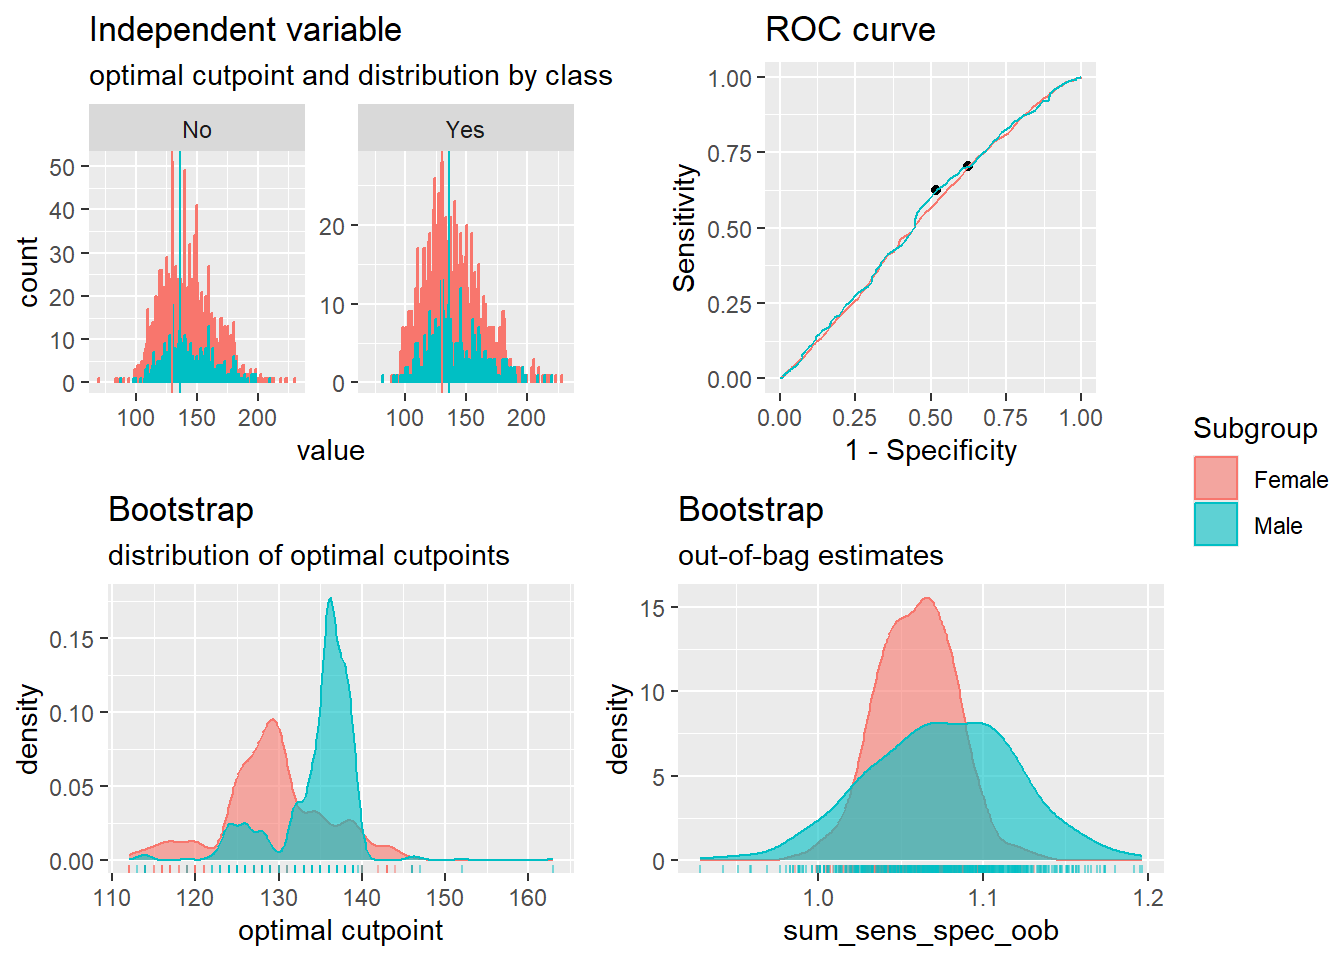 Independent variable
optimal cutpoint and distribution by class
No
Yes
50
40
30
20
10
0
20
10
0
count
100
150
200
100
150
200
value
ROC curve
1.00
0.75
0.50
0.25
0.00
Sensitivity
0.00
0.25
0.50
0.75
1.00
1 - Specificity
Subgroup
Female
Male
Bootstrap
distribution of optimal cutpoints
0.15
0.10
0.05
0.00
density
110
120
130
140
150
160
optimal cutpoint
Bootstrap
out-of-bag estimates
15
10
5
0
density
1.0
1.1
1.2
sum_sens_spec_oob